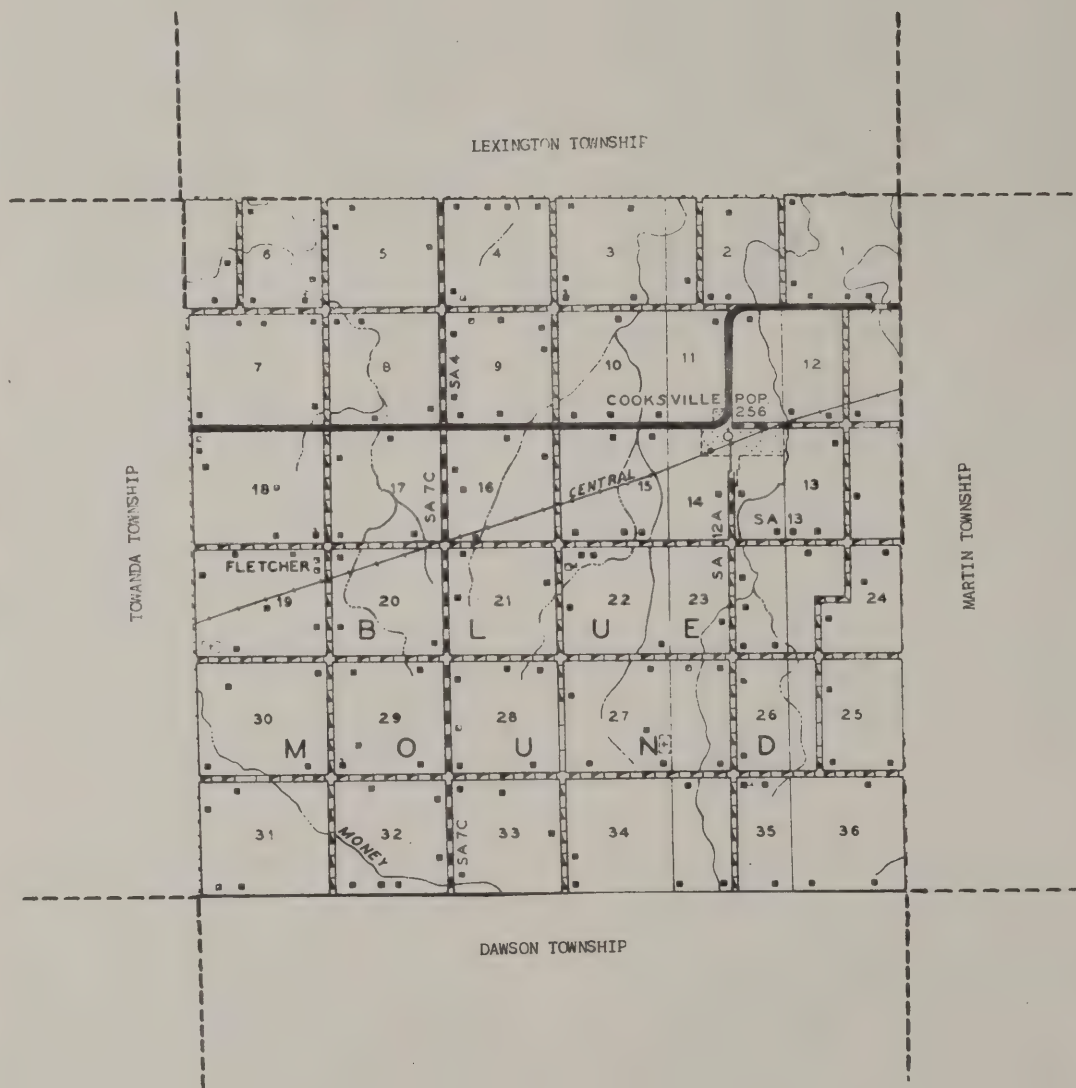 LEXINGTON TOWNSHIP
6 5 4 3 2 1
7 8 SA 4 9 10 11 12
COOKSVILLE POP. 256
TOWANDA TOWNSHIP
18 17 SA 7C 16 CENTRAL 15 14 SA 12A SA 13 13
MARTIN TOWNSHIP
FLETCHER
19 20 21 22 23 24
B L U E
30 29 28 27 26 25
M O U N D
31 32 33 34 35 36
MONEY
SA 7C
DAWSON TOWNSHIP